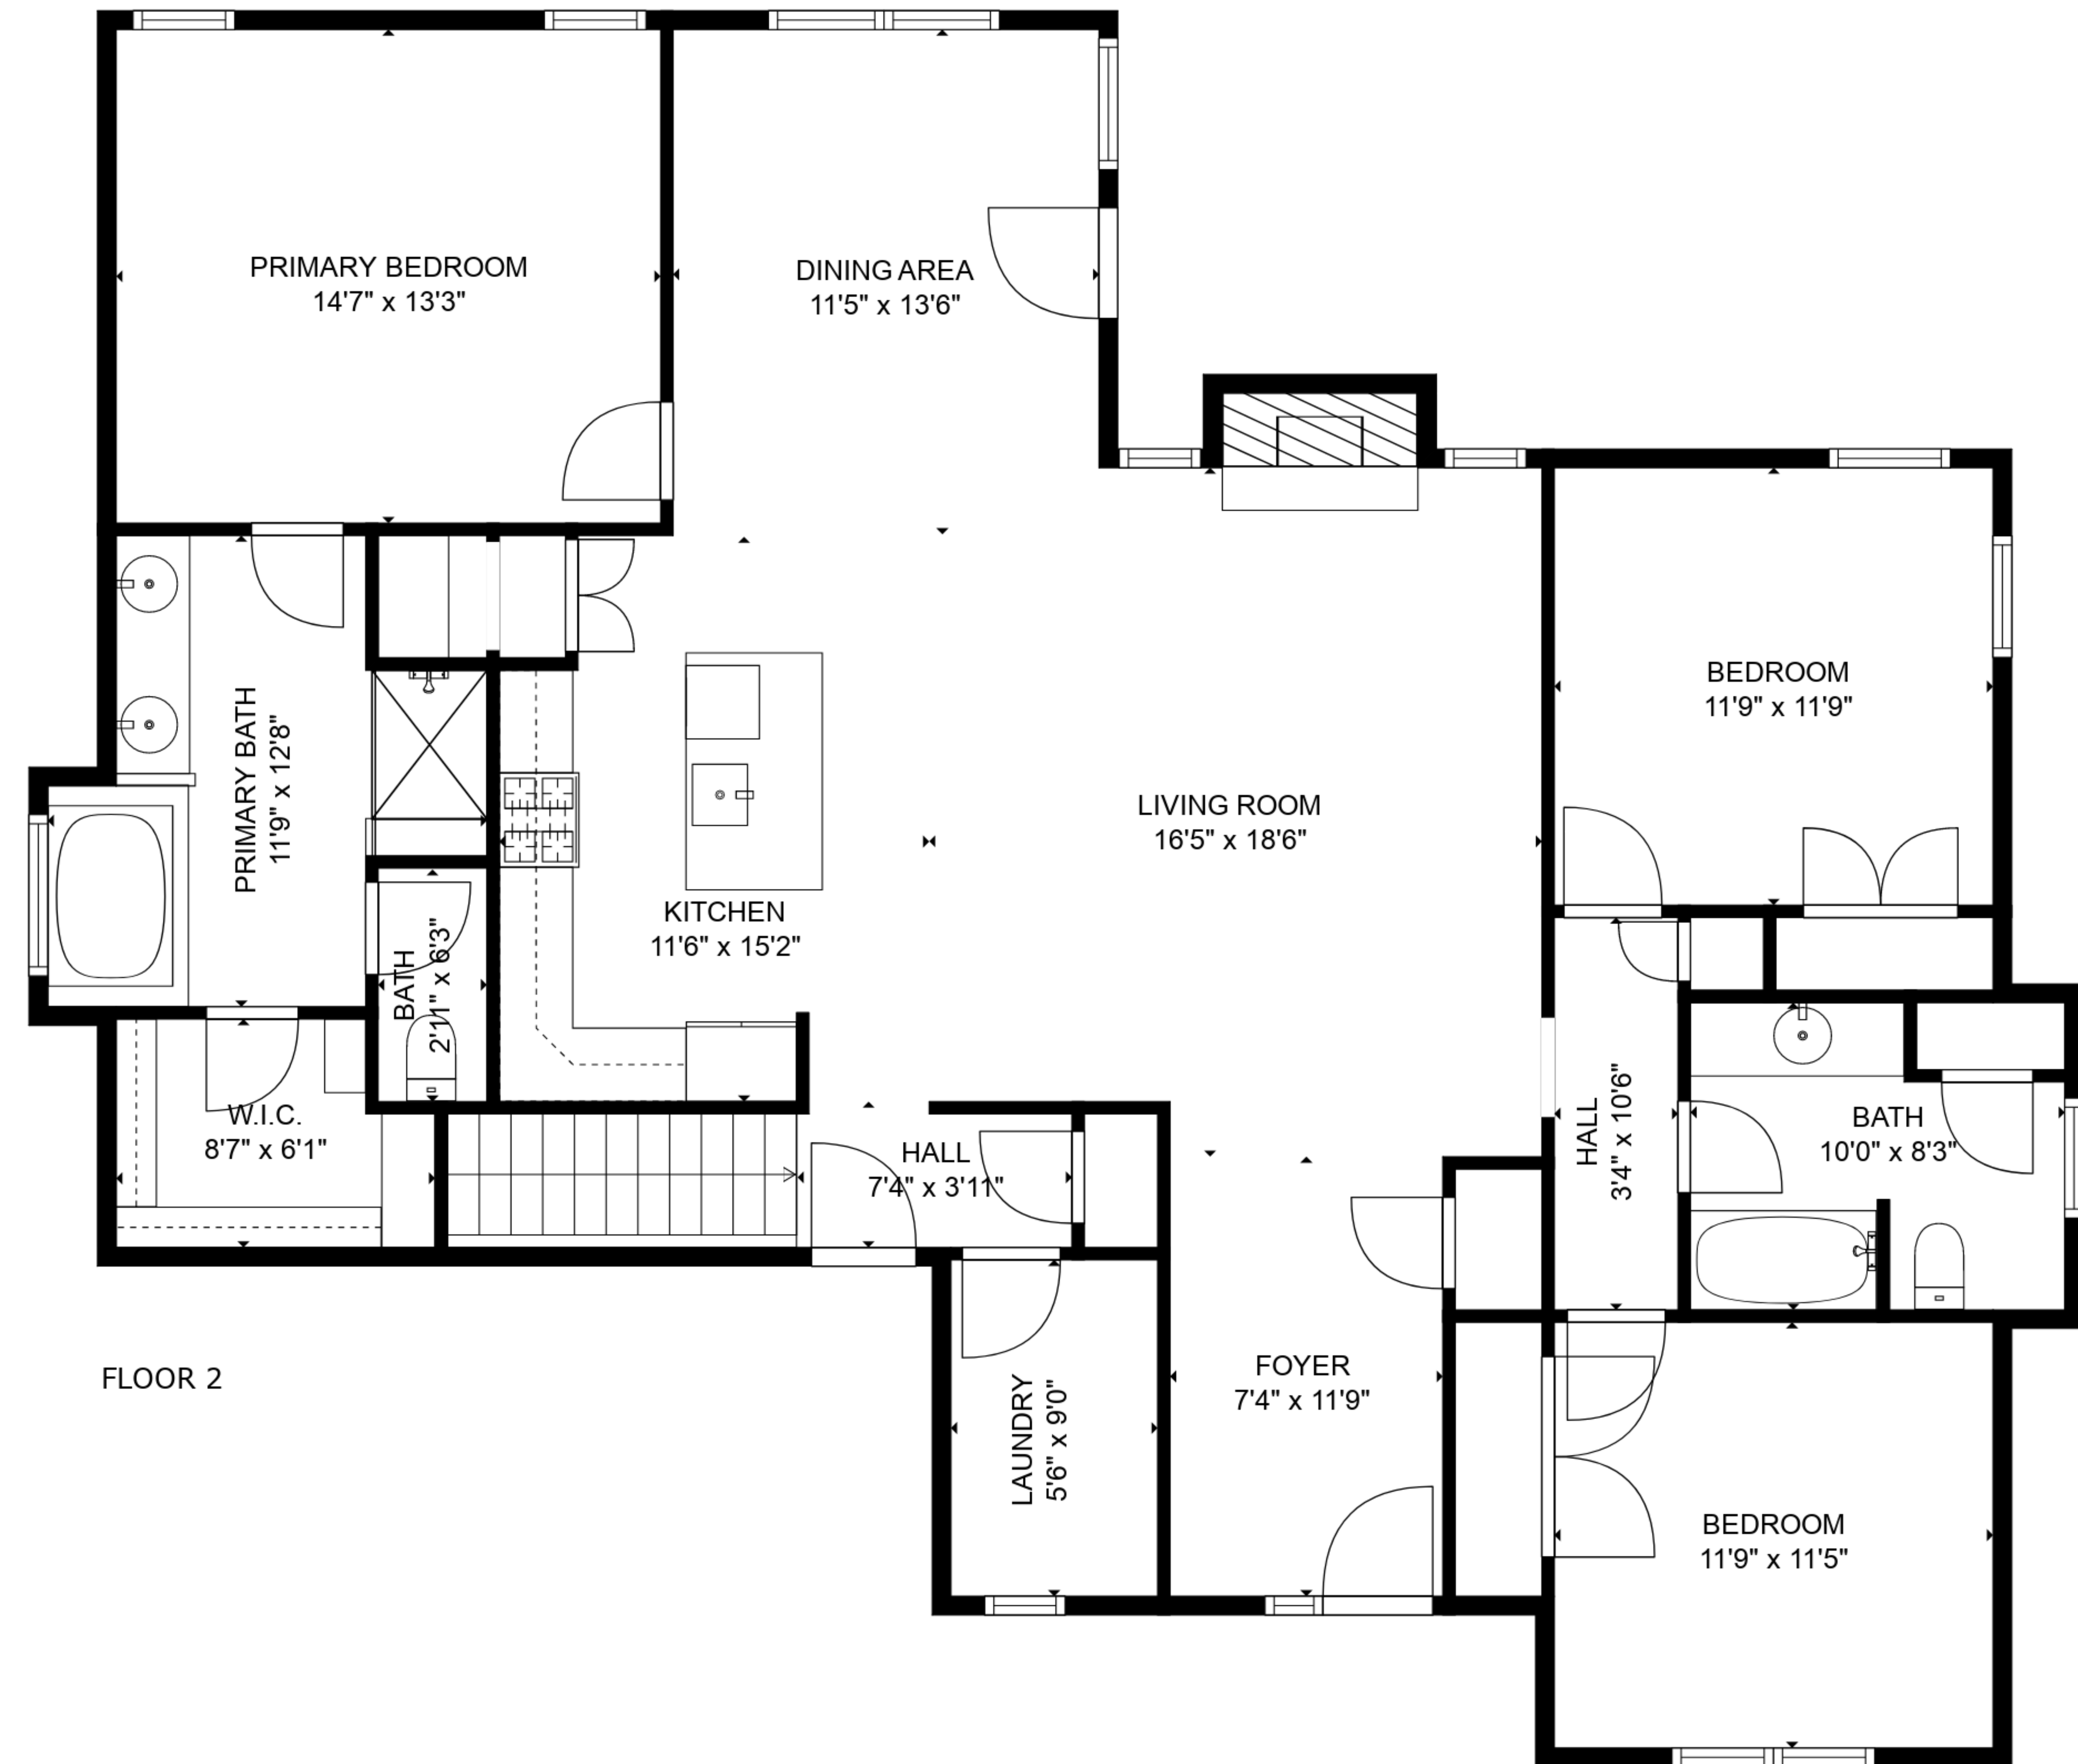 PRIMARY BEDROOM
14'7" x 13'3"
DINING AREA
11'5" x 13'6"
BEDROOM
11'9" x 11'9"
PRIMARY BATH
11'9" x 12'8"
LIVING ROOM
16'5" x 18'6"
KITCHEN
11'6" x 15'2"
BATH
2'11" x 6'3"
W.I.C.
8'7" x 6'1"
HALL
7'4" x 3'11"
HALL
3'4" x 10'6"
BATH
10'0" x 8'3"
FLOOR 2
FOYER
7'4" x 11'9"
LAUNDRY
5'6" x 9'0"
BEDROOM
11'9" x 11'5"